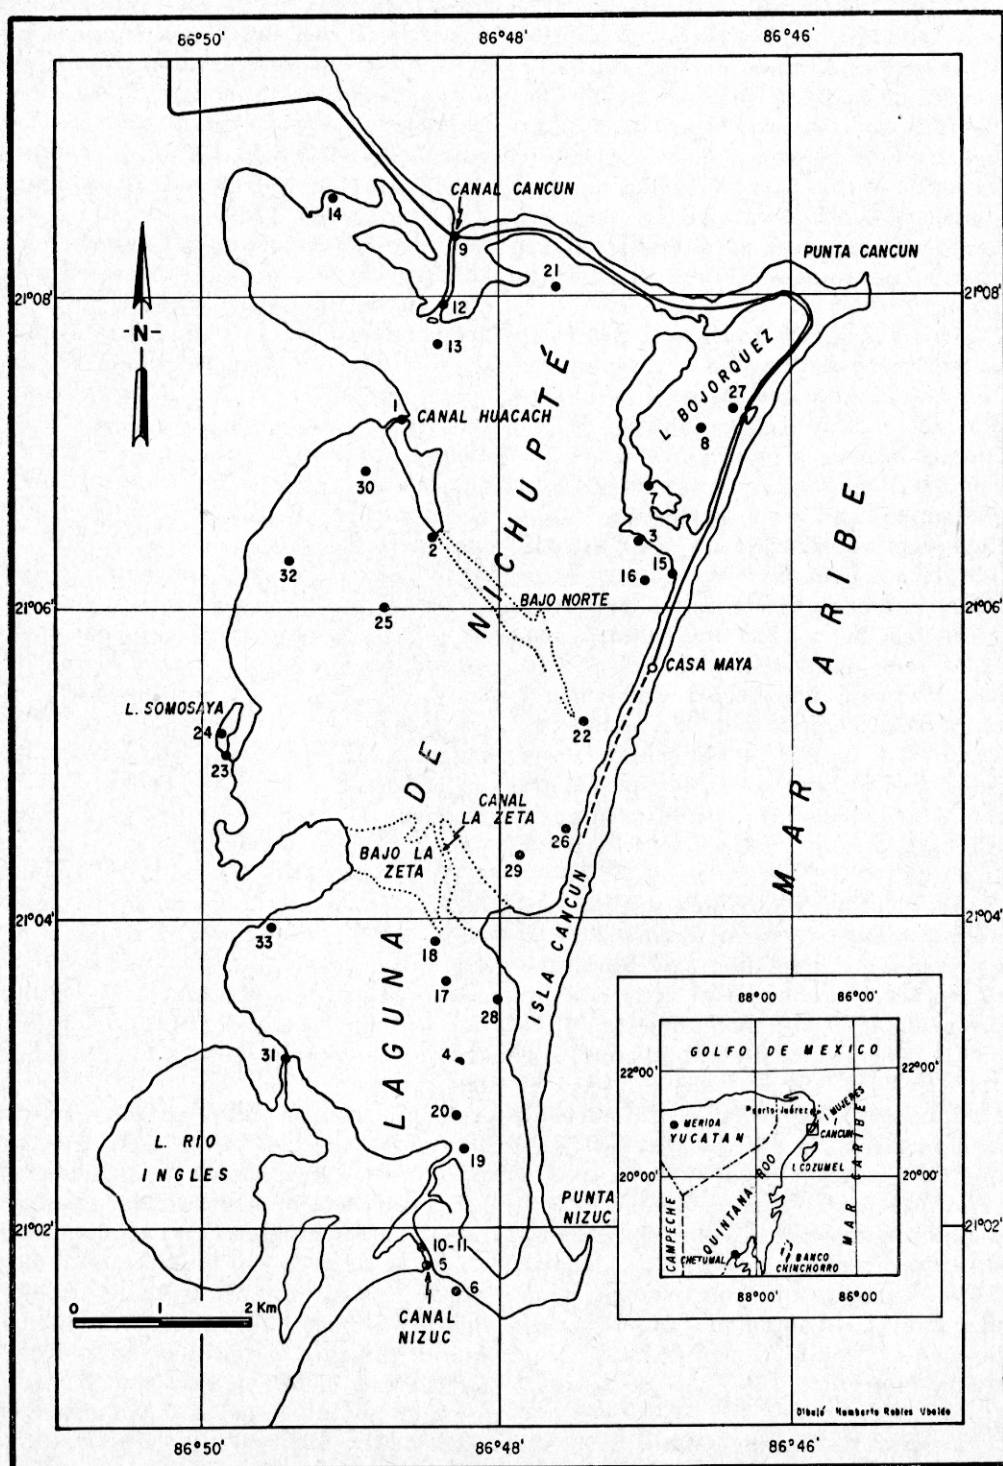 86°50' 86°48' 86°46'
CANAL CANCUN
14
9
PUNTA CANCUN
21
21°08' 21°08'
12
-N-
13
L. BOJORQUEZ
27
1
CANAL HUACACH
8
30
7
2
3
15
16
32
BAJO NORTE
21°06' 21°06'
25
CASA MAYA
L. SOMOSAYA
24
22
23
CANAL
LA ZETA
26
BAJO LA
ZETA
29
LAGUNA DE NICHUPTÉ
MAR CARIBE
ISLA CANCUN
21°04' 21°04'
33
18
17
28
31
4
20
19
L. RIO
INGLES
PUNTA
NIZUC
21°02' 21°02'
10-11
5
6
CANAL
NIZUC
0 1 2 Km
88°00' 86°00'
GOLFO DE MEXICO
22°00' 22°00'
Puerto Juárez
I. MUJERES
MERIDA
CANCUN
YUCATAN
I. COZUMEL
20°00' 20°00'
CAMPECHE
QUINTANA ROO
MAR CARIBE
CHETUMAL
BANCO
CHINCHORRO
88°00' 86°00'
Dibujó Humberto Robles Ubaldo
86°50' 86°48' 86°46'